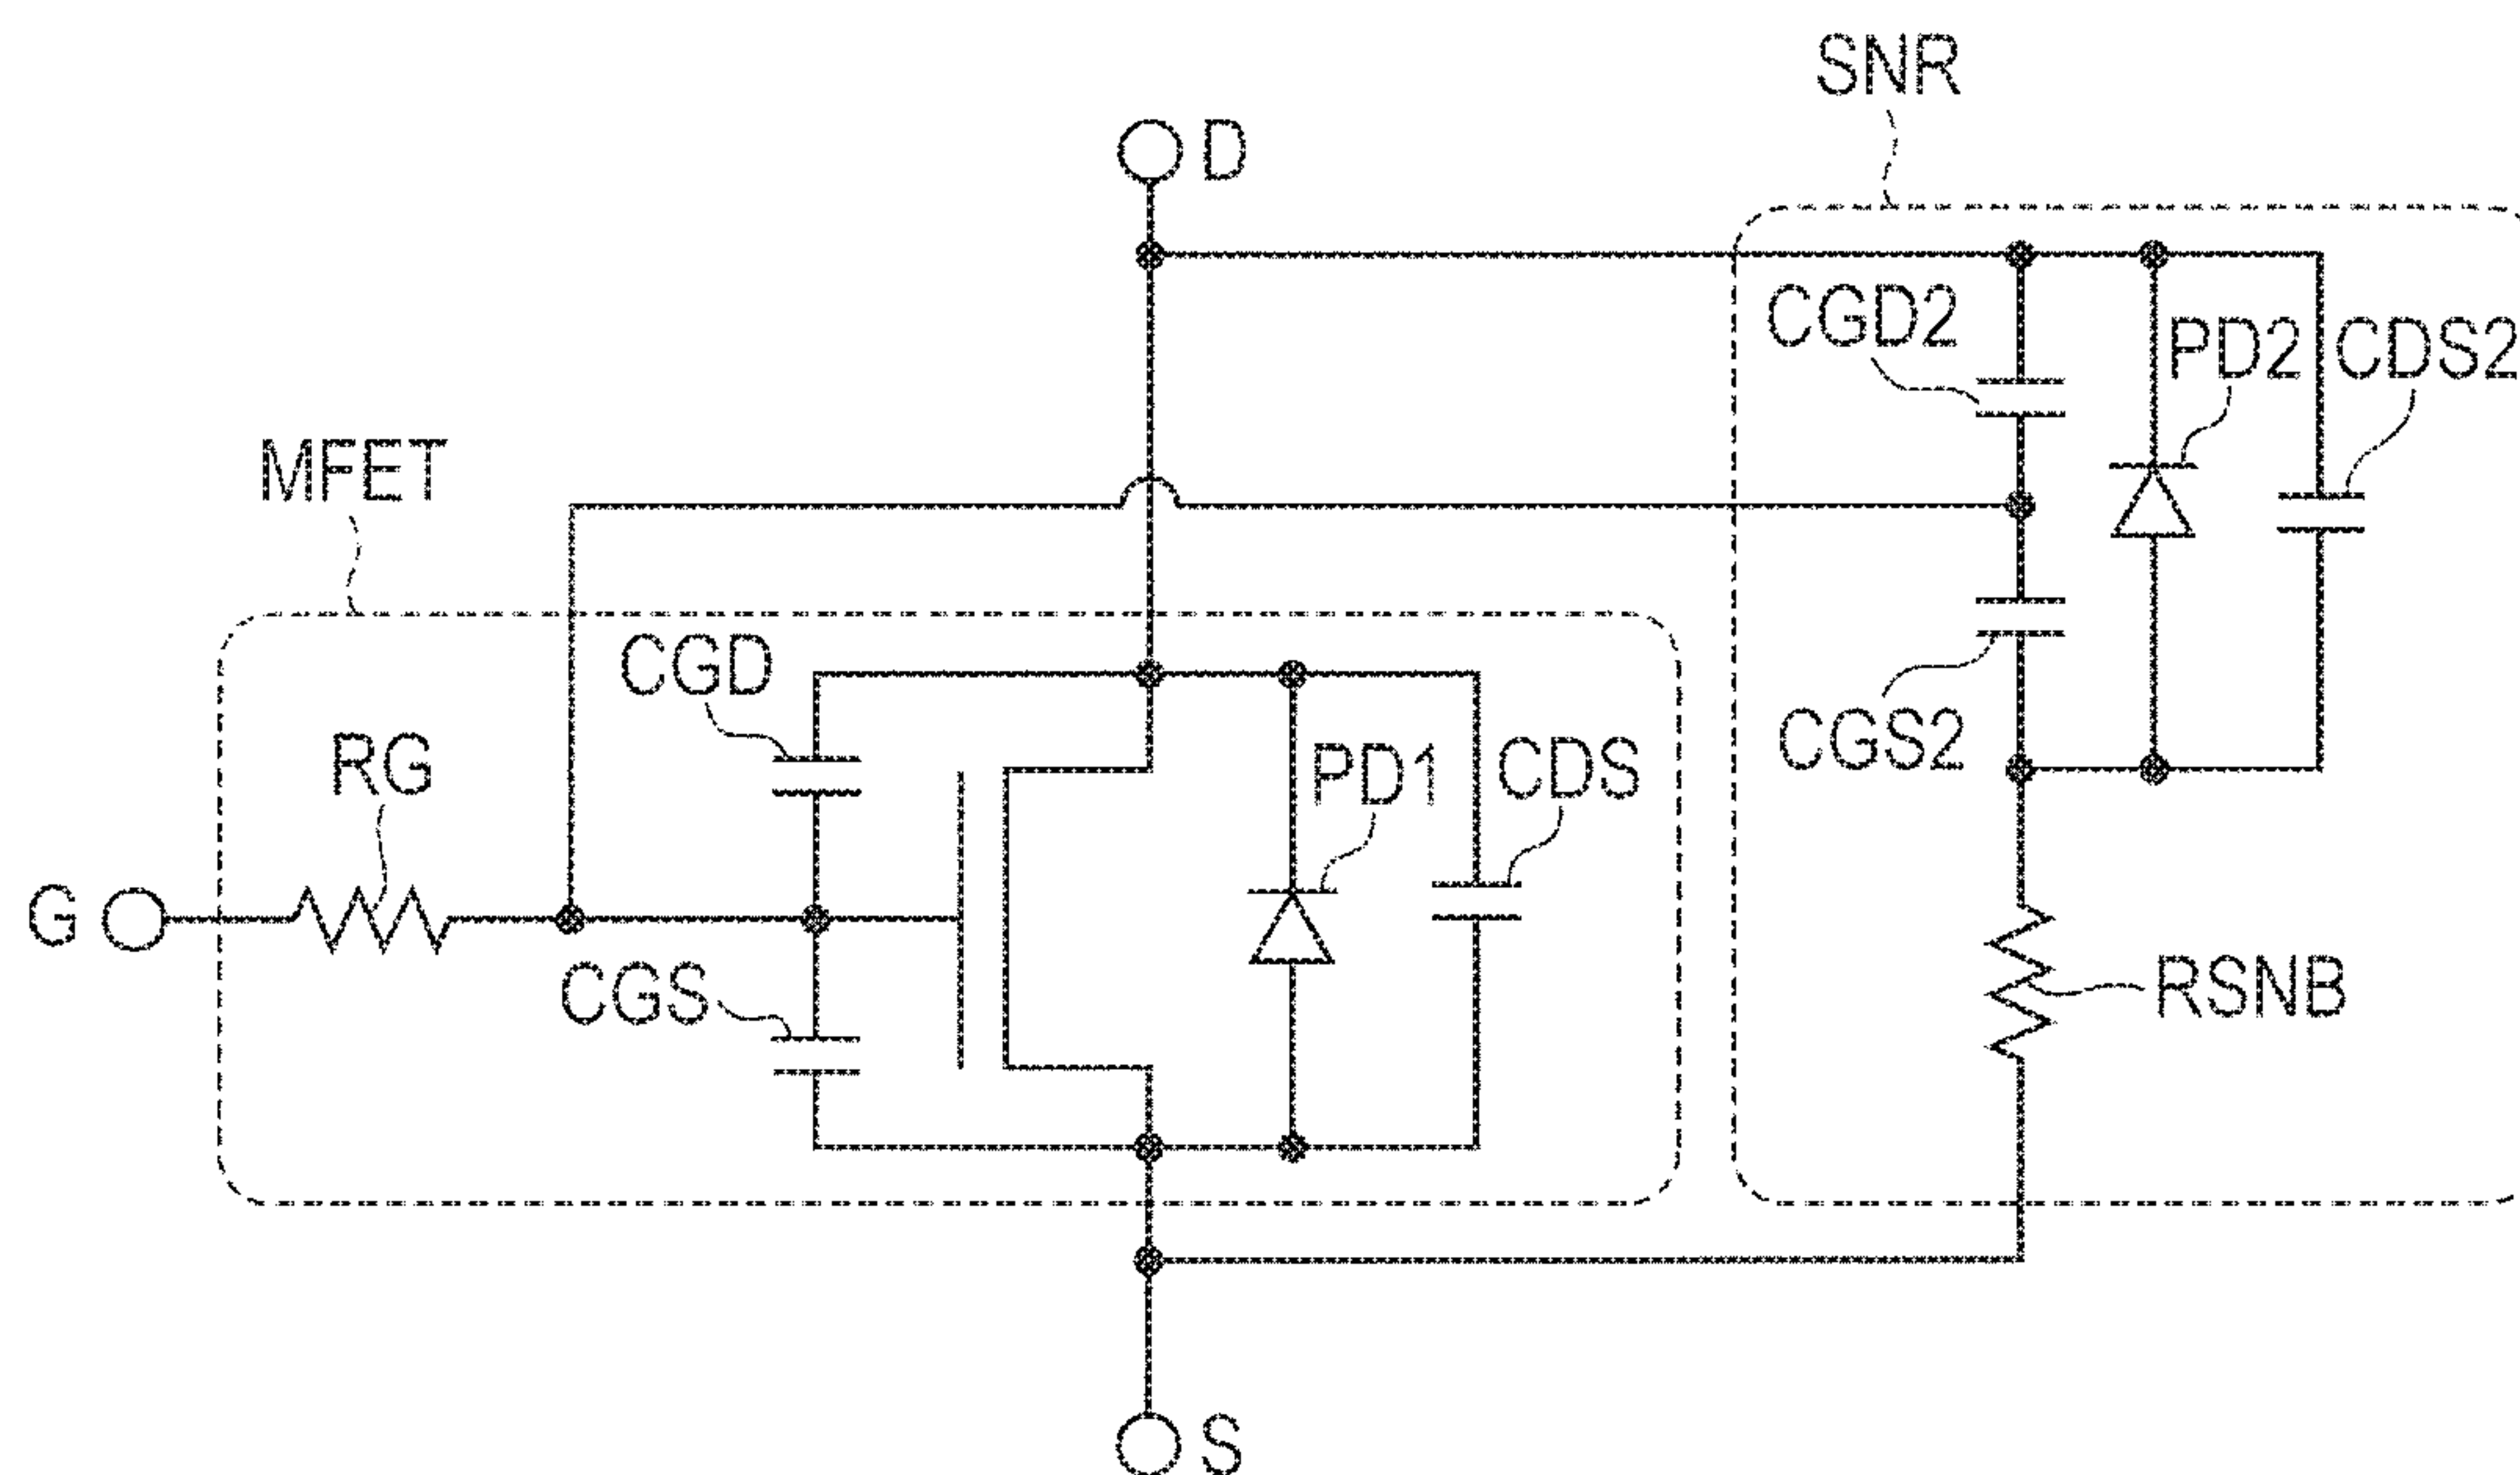 SNR
D
CGD2
PD2
CDS2
MFET
CGD
CGS2
RG
PD1
CDS
G
CGS
RSNB
S